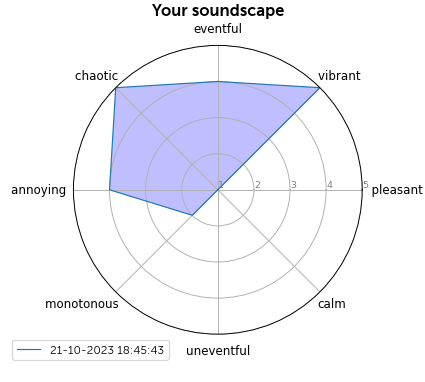 Your soundscape
eventful
chaotic
vibrant
annoying
1
2
3
4
5
pleasant
monotonous
calm
uneventful
21-10-2023 18:45:43